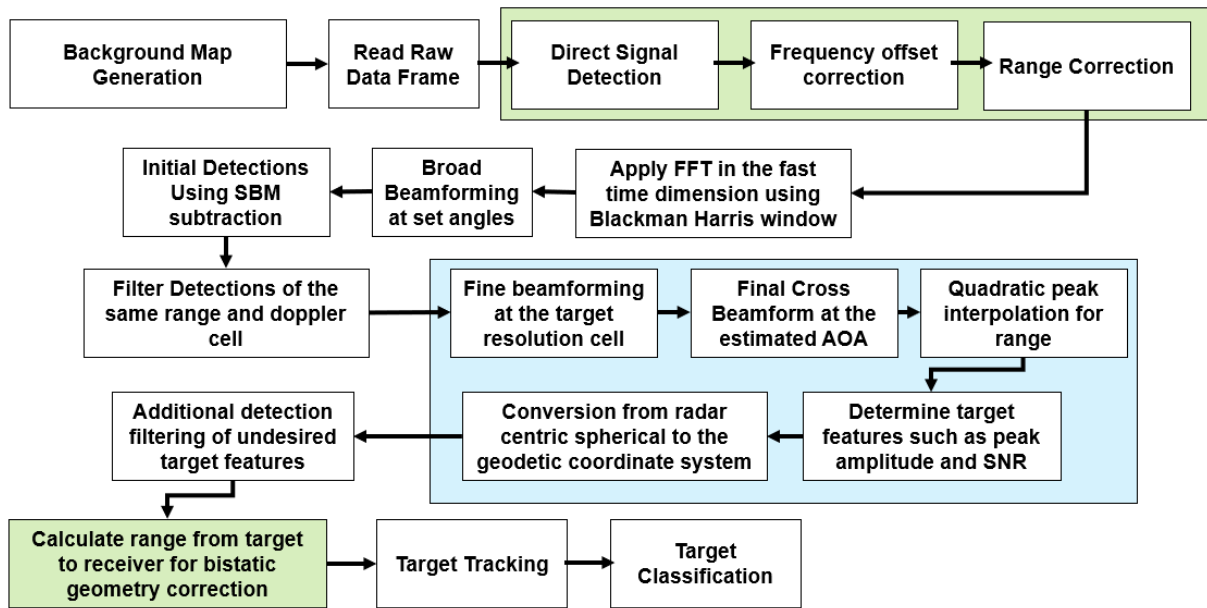 Background Map
Generation
Read Raw
Data Frame
Direct Signal
Detection
Frequency offset
correction
Range Correction
Apply FFT in the fast
time dimension using
Blackman Harris window
Broad
Beamforming
at set angles
Initial Detections
Using SBM
subtraction
Filter Detections of the
same range and doppler
cell
Fine beamforming
at the target
resolution cell
Final Cross
Beamform at the
estimated AOA
Quadratic peak
interpolation for
range
Determine target
features such as peak
amplitude and SNR
Conversion from radar
centric spherical to the
geodetic coordinate system
Additional detection
filtering of undesired
target features
Calculate range from target
to receiver for bistatic
geometry correction
Target Tracking
Target
Classification